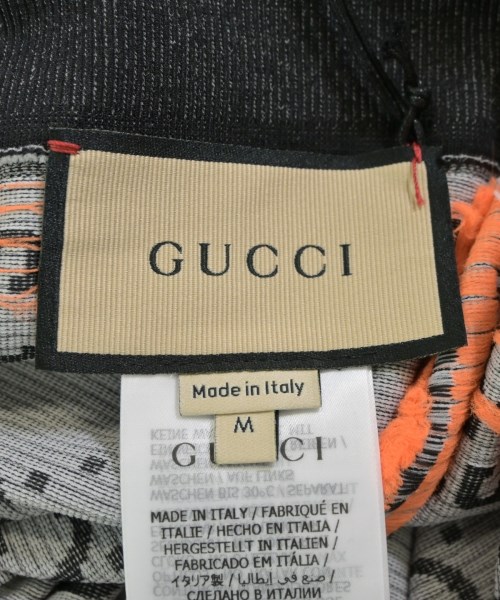 GUCCI
Made in Italy
M
GUCCI
MADE IN ITALY / FABRIQUÉ EN
ITALIE / HECHO EN ITALIA /
HERGESTELLT IN ITALIEN /
FABRICADO EM ITÁLIA /
イタリア製 / صنع في إيطاليا /
СДЕЛАНО В ИТАЛИИ